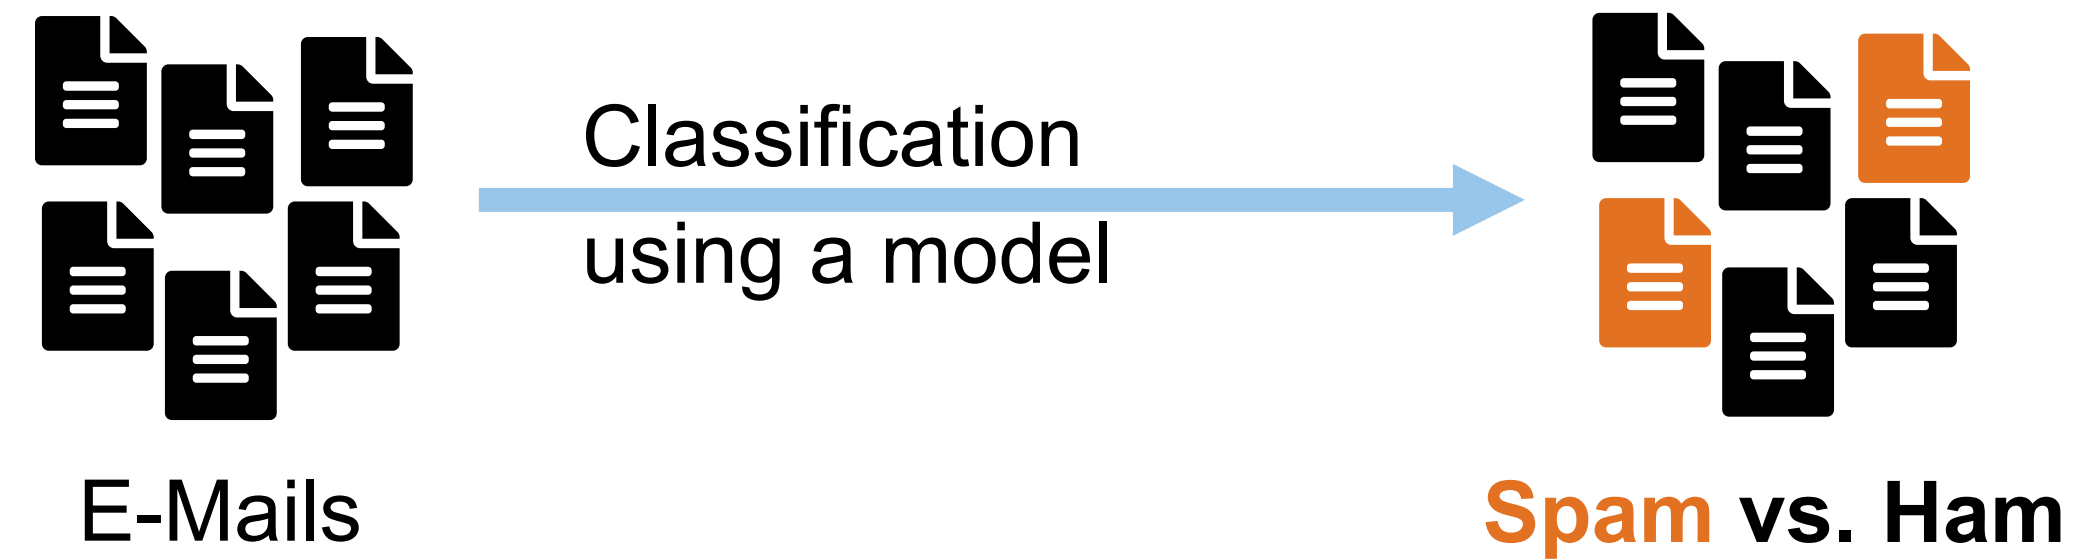 Classification
using a model
E-Mails
Spam vs. Ham